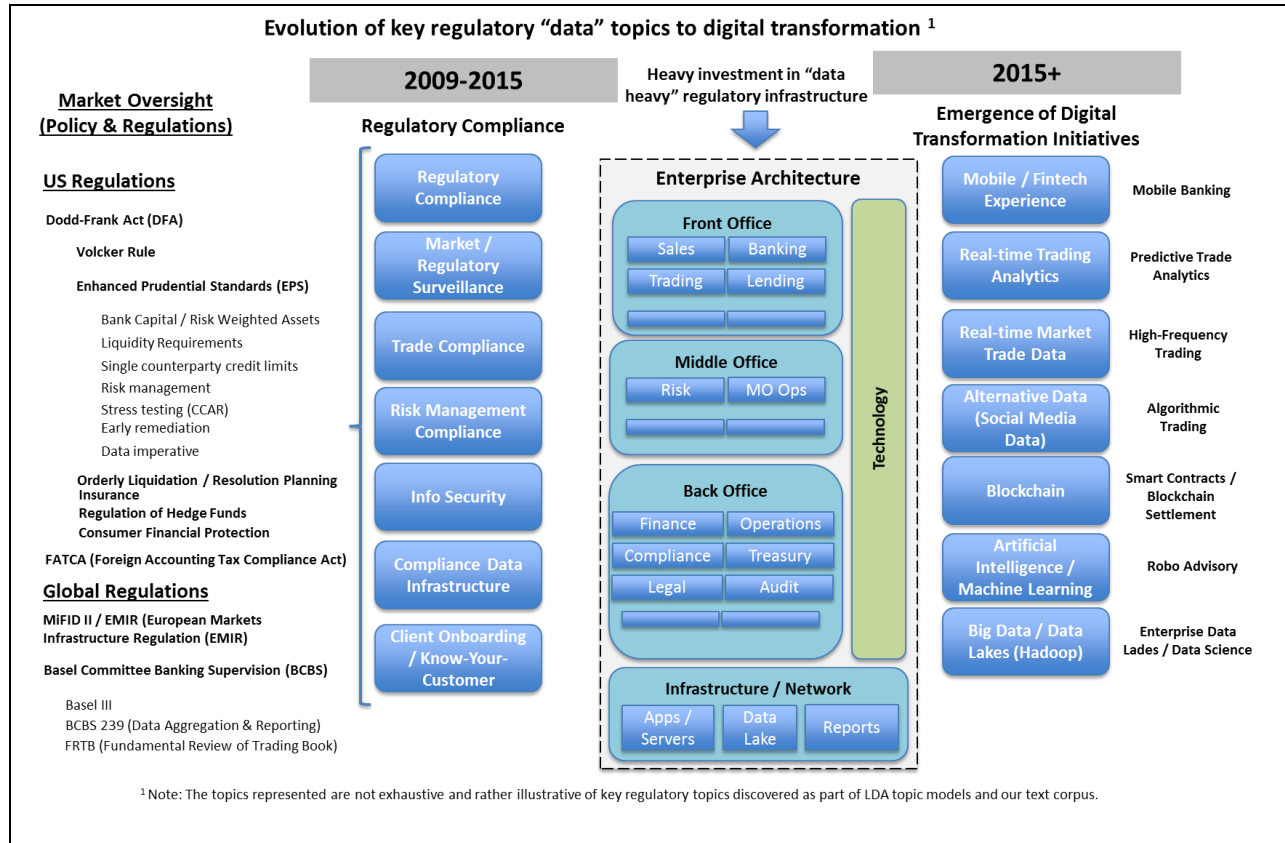 Evolution of key regulatory “data” topics to digital transformation 1
2009-2015
Heavy investment in “data
heavy” regulatory infrastructure
2015+
Market Oversight
(Policy & Regulations)
US Regulations
Dodd-Frank Act (DFA)
Volcker Rule
Enhanced Prudential Standards (EPS)
Bank Capital / Risk Weighted Assets
Liquidity Requirements
Single counterparty credit limits
Risk management
Stress testing (CCAR)
Early remediation
Data imperative
Orderly Liquidation / Resolution Planning
Insurance
Regulation of Hedge Funds
Consumer Financial Protection
FATCA (Foreign Accounting Tax Compliance Act)
Global Regulations
MiFID II / EMIR (European Markets
Infrastructure Regulation (EMIR)
Basel Committee Banking Supervision (BCBS)
Basel III
BCBS 239 (Data Aggregation & Reporting)
FRTB (Fundamental Review of Trading Book)
Regulatory Compliance
Regulatory
Compliance
Market /
Regulatory
Surveillance
Trade Compliance
Risk Management
Compliance
Info Security
Compliance Data
Infrastructure
Client Onboarding
/ Know-Your-
Customer
Enterprise Architecture
Front Office
Sales
Banking
Trading
Lending
Middle Office
Risk
MO Ops
Back Office
Finance
Operations
Compliance
Treasury
Legal
Audit
Technology
Infrastructure / Network
Apps /
Servers
Data
Lake
Reports
Emergence of Digital
Transformation Initiatives
Mobile / Fintech
Experience
Mobile Banking
Real-time Trading
Analytics
Predictive Trade
Analytics
Real-time Market
Trade Data
High-Frequency
Trading
Alternative Data
(Social Media
Data)
Algorithmic
Trading
Blockchain
Smart Contracts /
Blockchain
Settlement
Artificial
Intelligence /
Machine Learning
Robo Advisory
Big Data / Data
Lakes (Hadoop)
Enterprise Data
Lades / Data Science
1 Note: The topics represented are not exhaustive and rather illustrative of key regulatory topics discovered as part of LDA topic models and our text corpus.